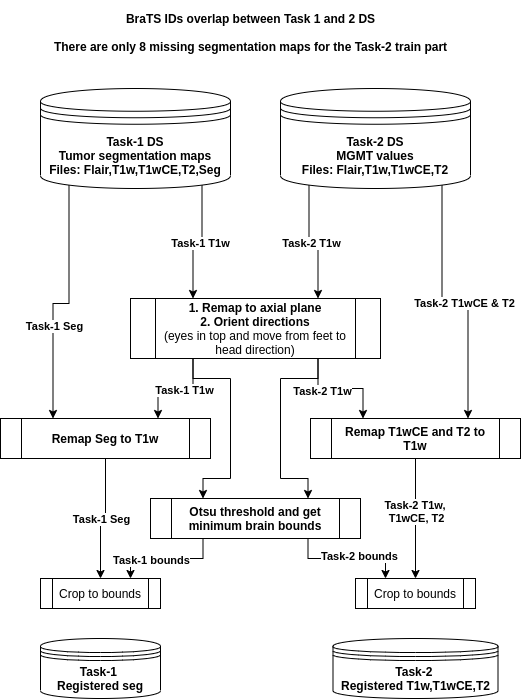 BraTS IDs overlap between Task 1 and 2 DS
There are only 8 missing segmentation maps for the Task-2 train part
Task-1 DS
Tumor segmentation maps
Files: Flair,T1w,T1wCE,T2,Seg
Task-2 DS
MGMT values
Files: Flair,T1w,T1wCE,T2
Task-1 T1w
Task-2 T1w
Task-2 T1wCE & T2
Task-1 Seg
1. Remap to axial plane
2. Orient directions
(eyes in top and move from feet to
head direction)
Task-1 T1w
Task-2 T1w
Remap Seg to T1w
Remap T1wCE and T2 to
T1w
Otsu threshold and get
minimum brain bounds
Task-1 Seg
Task-2 T1w,
T1wCE, T2
Task-1 bounds
Task-2 bounds
Crop to bounds
Crop to bounds
Task-1
Registered seg
Task-2
Registered T1w,T1wCE,T2